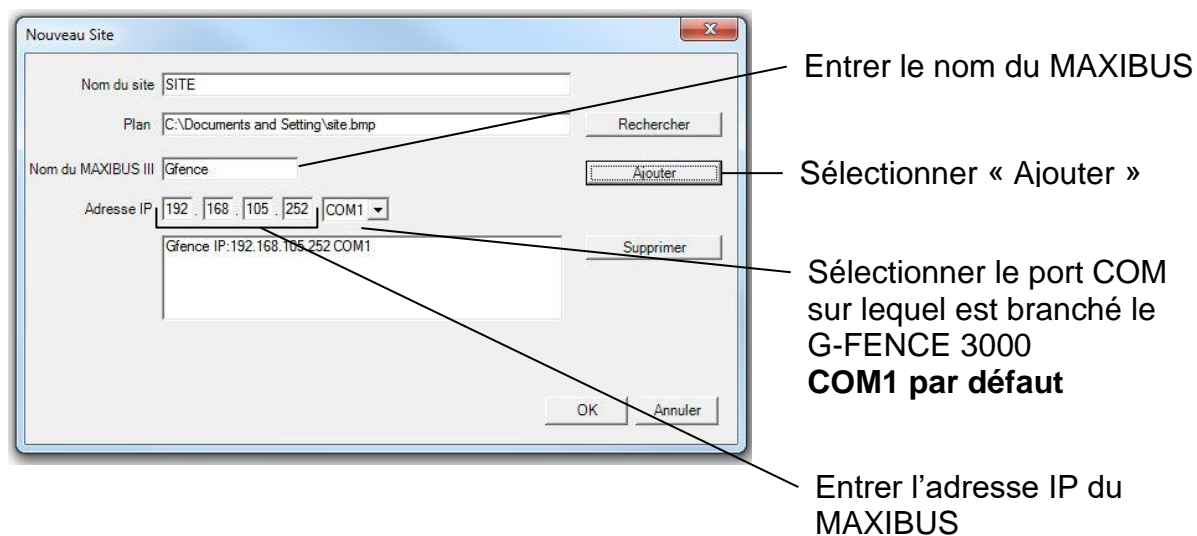 Nouveau Site
Nom du site SITE
Plan C:\Documents and Setting\site.bmp Rechercher
Nom du MAXIBUS III Gfence Ajouter
Adresse IP 192 . 168 . 105 . 252 COM1
Gfence IP:192.168.105.252 COM1 Supprimer
OK Annuler
Entrer le nom du MAXIBUS
Sélectionner « Ajouter »
Sélectionner le port COM
sur lequel est branché le
G-FENCE 3000
COM1 par défaut
Entrer l’adresse IP du
MAXIBUS